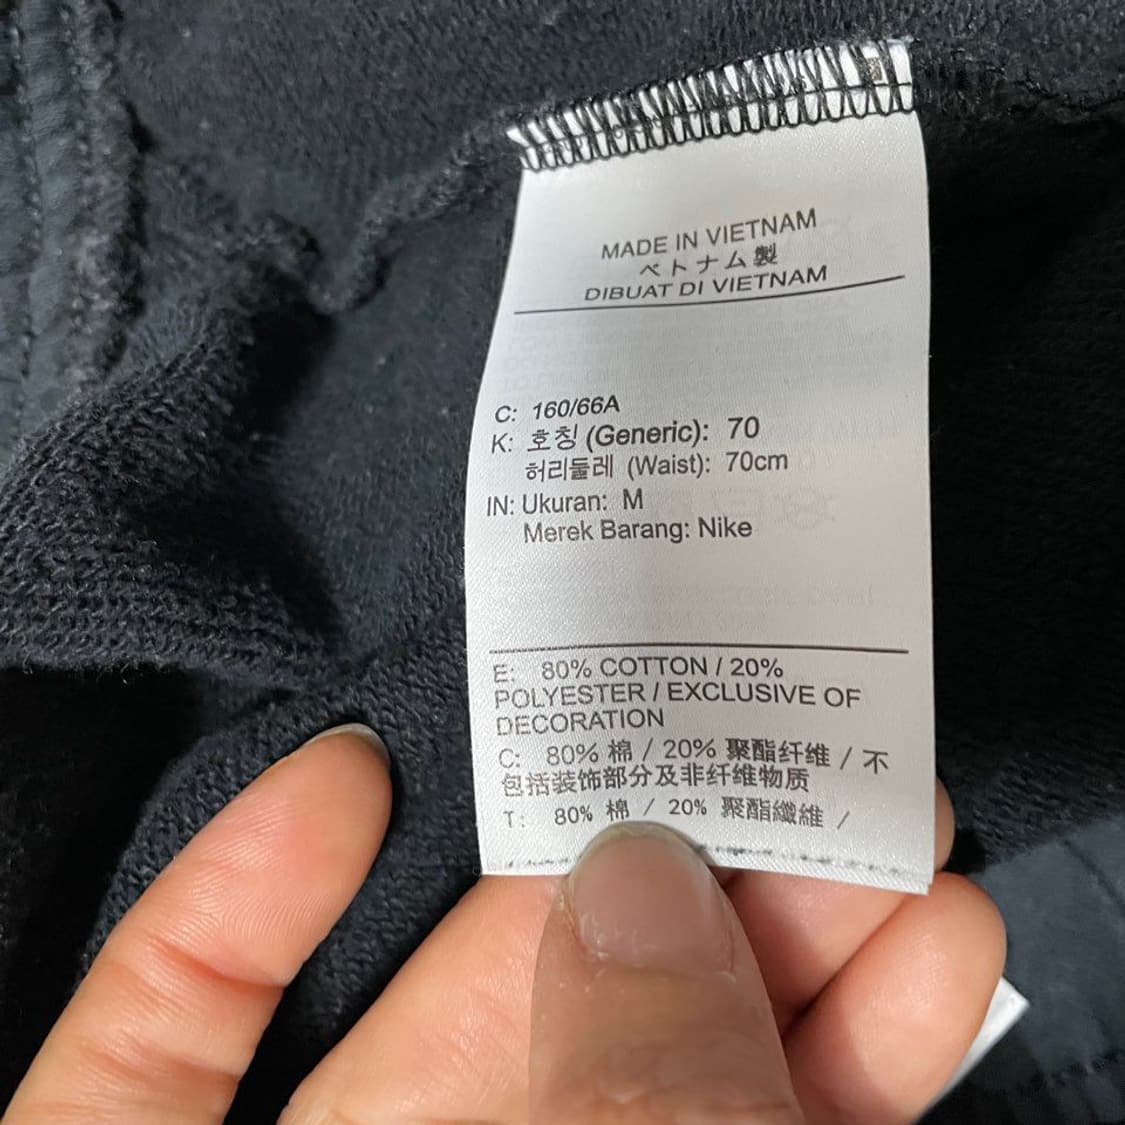 MADE IN VIETNAM
ベトナム製
DIBUAT DI VIETNAM
C: 160/66A
K: 호칭 (Generic): 70
허리둘레 (Waist): 70cm
IN: Ukuran: M
Merek Barang: Nike
E: 80% COTTON / 20%
POLYESTER / EXCLUSIVE OF
DECORATION
C: 80% 棉 / 20% 聚酯纤维 / 不
包括装饰部分及非纤维物质
T: 80% 棉 / 20% 聚酯纖維 /